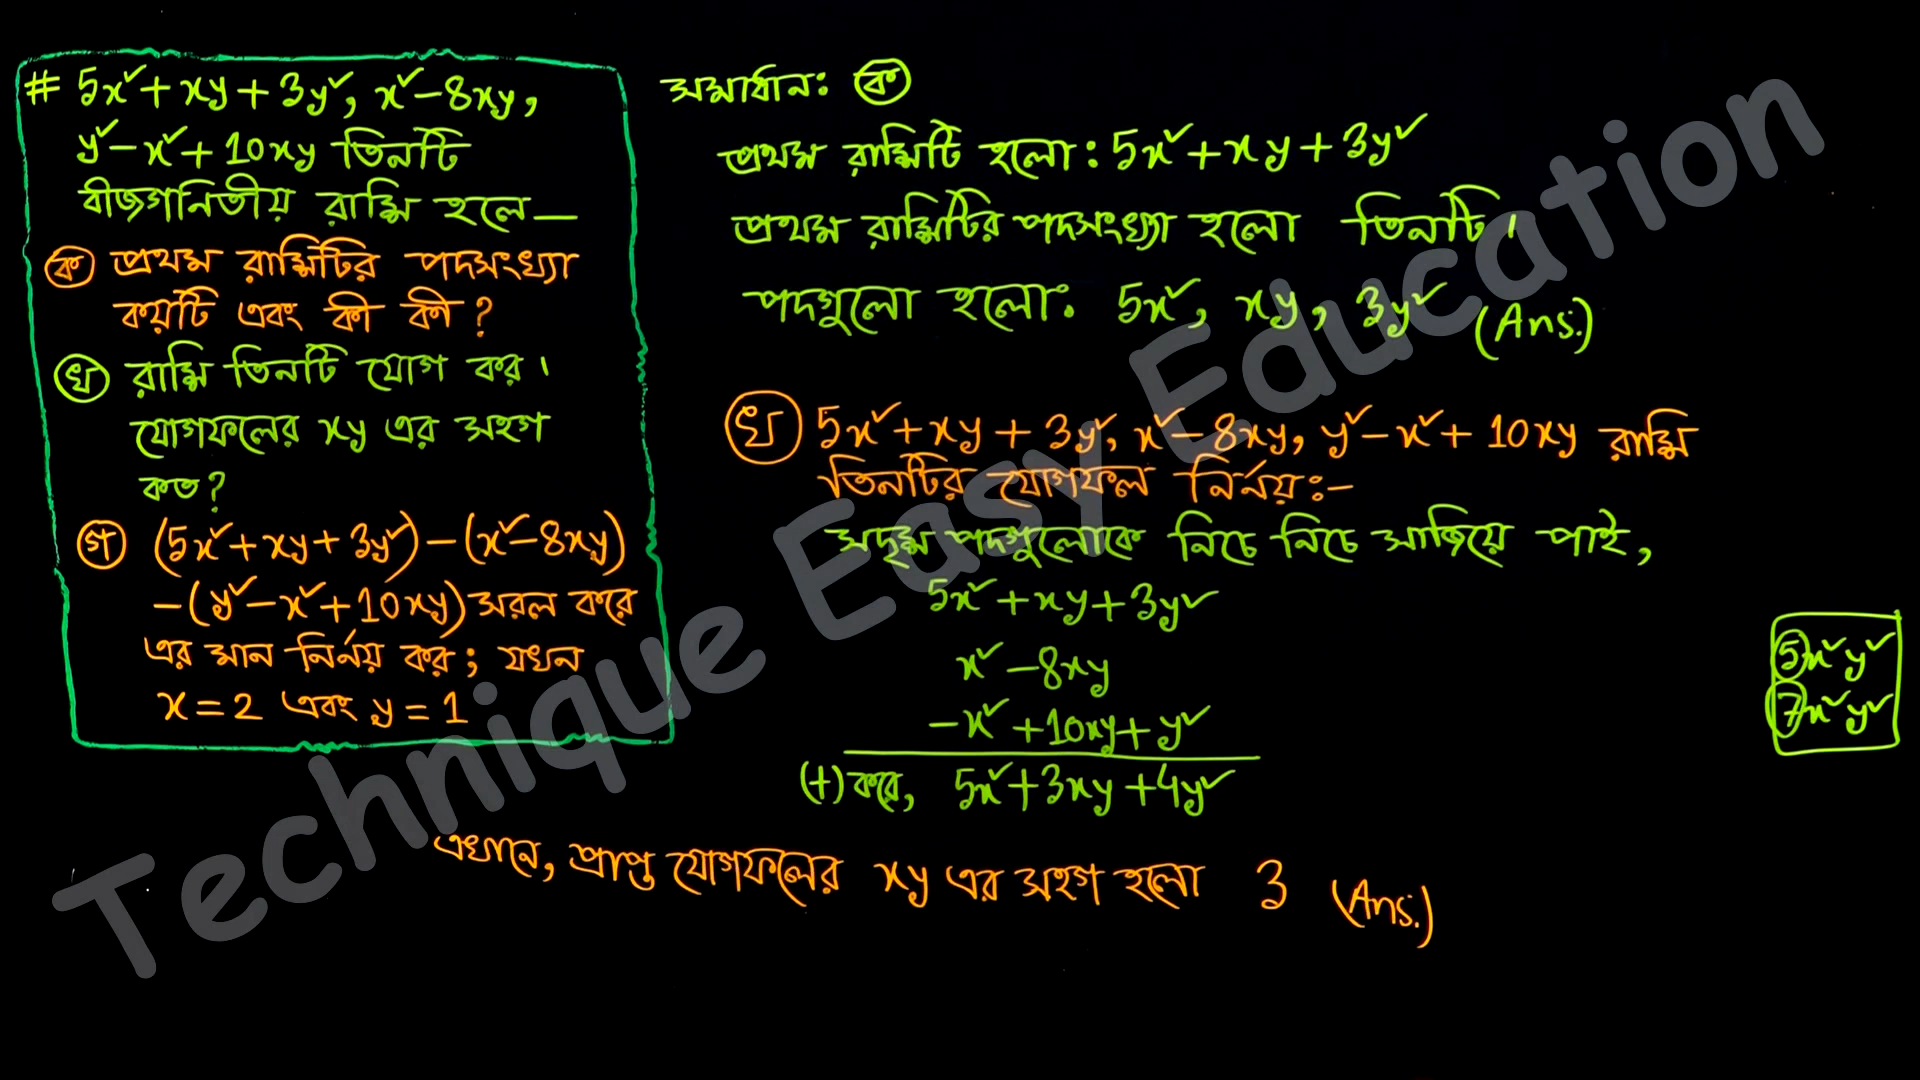 # 5x²+xy+3y², x²-8xy,
y²-x²+10xy তিনটি
বীজগনিতীয় রাশি হলে—
ক প্রথম রাশিটির পদসংখ্যা
কয়টি এবং কী কী?
খ রাশি তিনটি যোগ কর।
যোগফলের xy এর সহগ
কত?
গ (5x²+xy+3y²)-(x²-8xy)
-(y²-x²+10xy) সরল করে
এর মান নির্নয় কর; যখন
x=2 এবং y=1
সমাধান: ক
প্রথম রাশিটি হলো: 5x²+xy+3y²
প্রথম রাশিটির পদসংখ্যা হলো তিনটি।
পদগুলো হলো: 5x², xy, 3y² (Ans.)
খ 5x²+xy+3y², x²-8xy, y²-x²+10xy রাশি
তিনটির যোগফল নির্নয়:-
সদৃশ পদগুলোকে নিচে নিচে সাজিয়ে পাই,
5x²+xy+3y²
x²-8xy
-x²+10xy+y²
(+) করে, 5x²+3xy+4y²
এখানে, প্রাপ্ত যোগফলের xy এর সহগ হলো 3 (Ans.)
5x²y²
7x²y²
Technique Easy Education